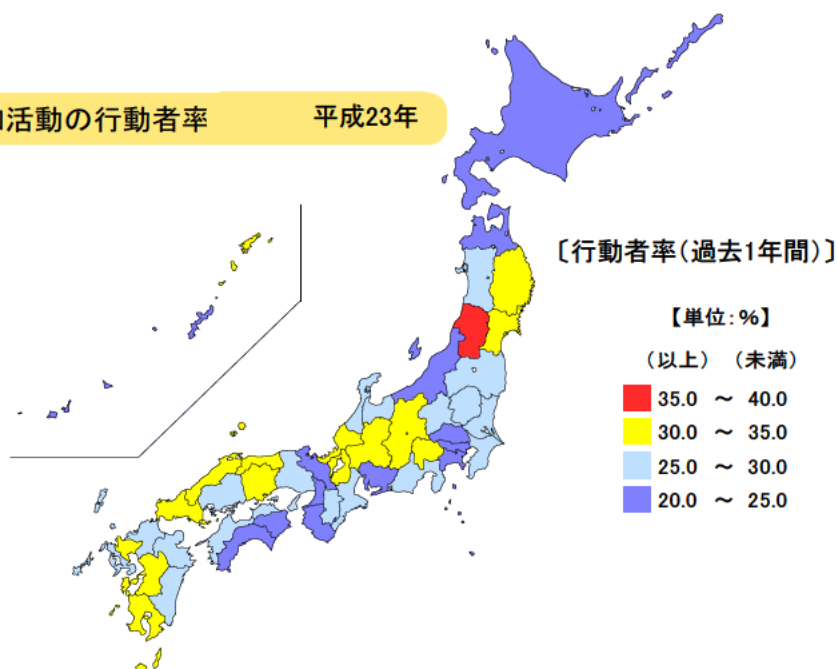 活動の行動者率 平成23年
〔行動者率(過去1年間)〕
【単位:%】
(以上) (未満)
35.0 ～ 40.0
30.0 ～ 35.0
25.0 ～ 30.0
20.0 ～ 25.0